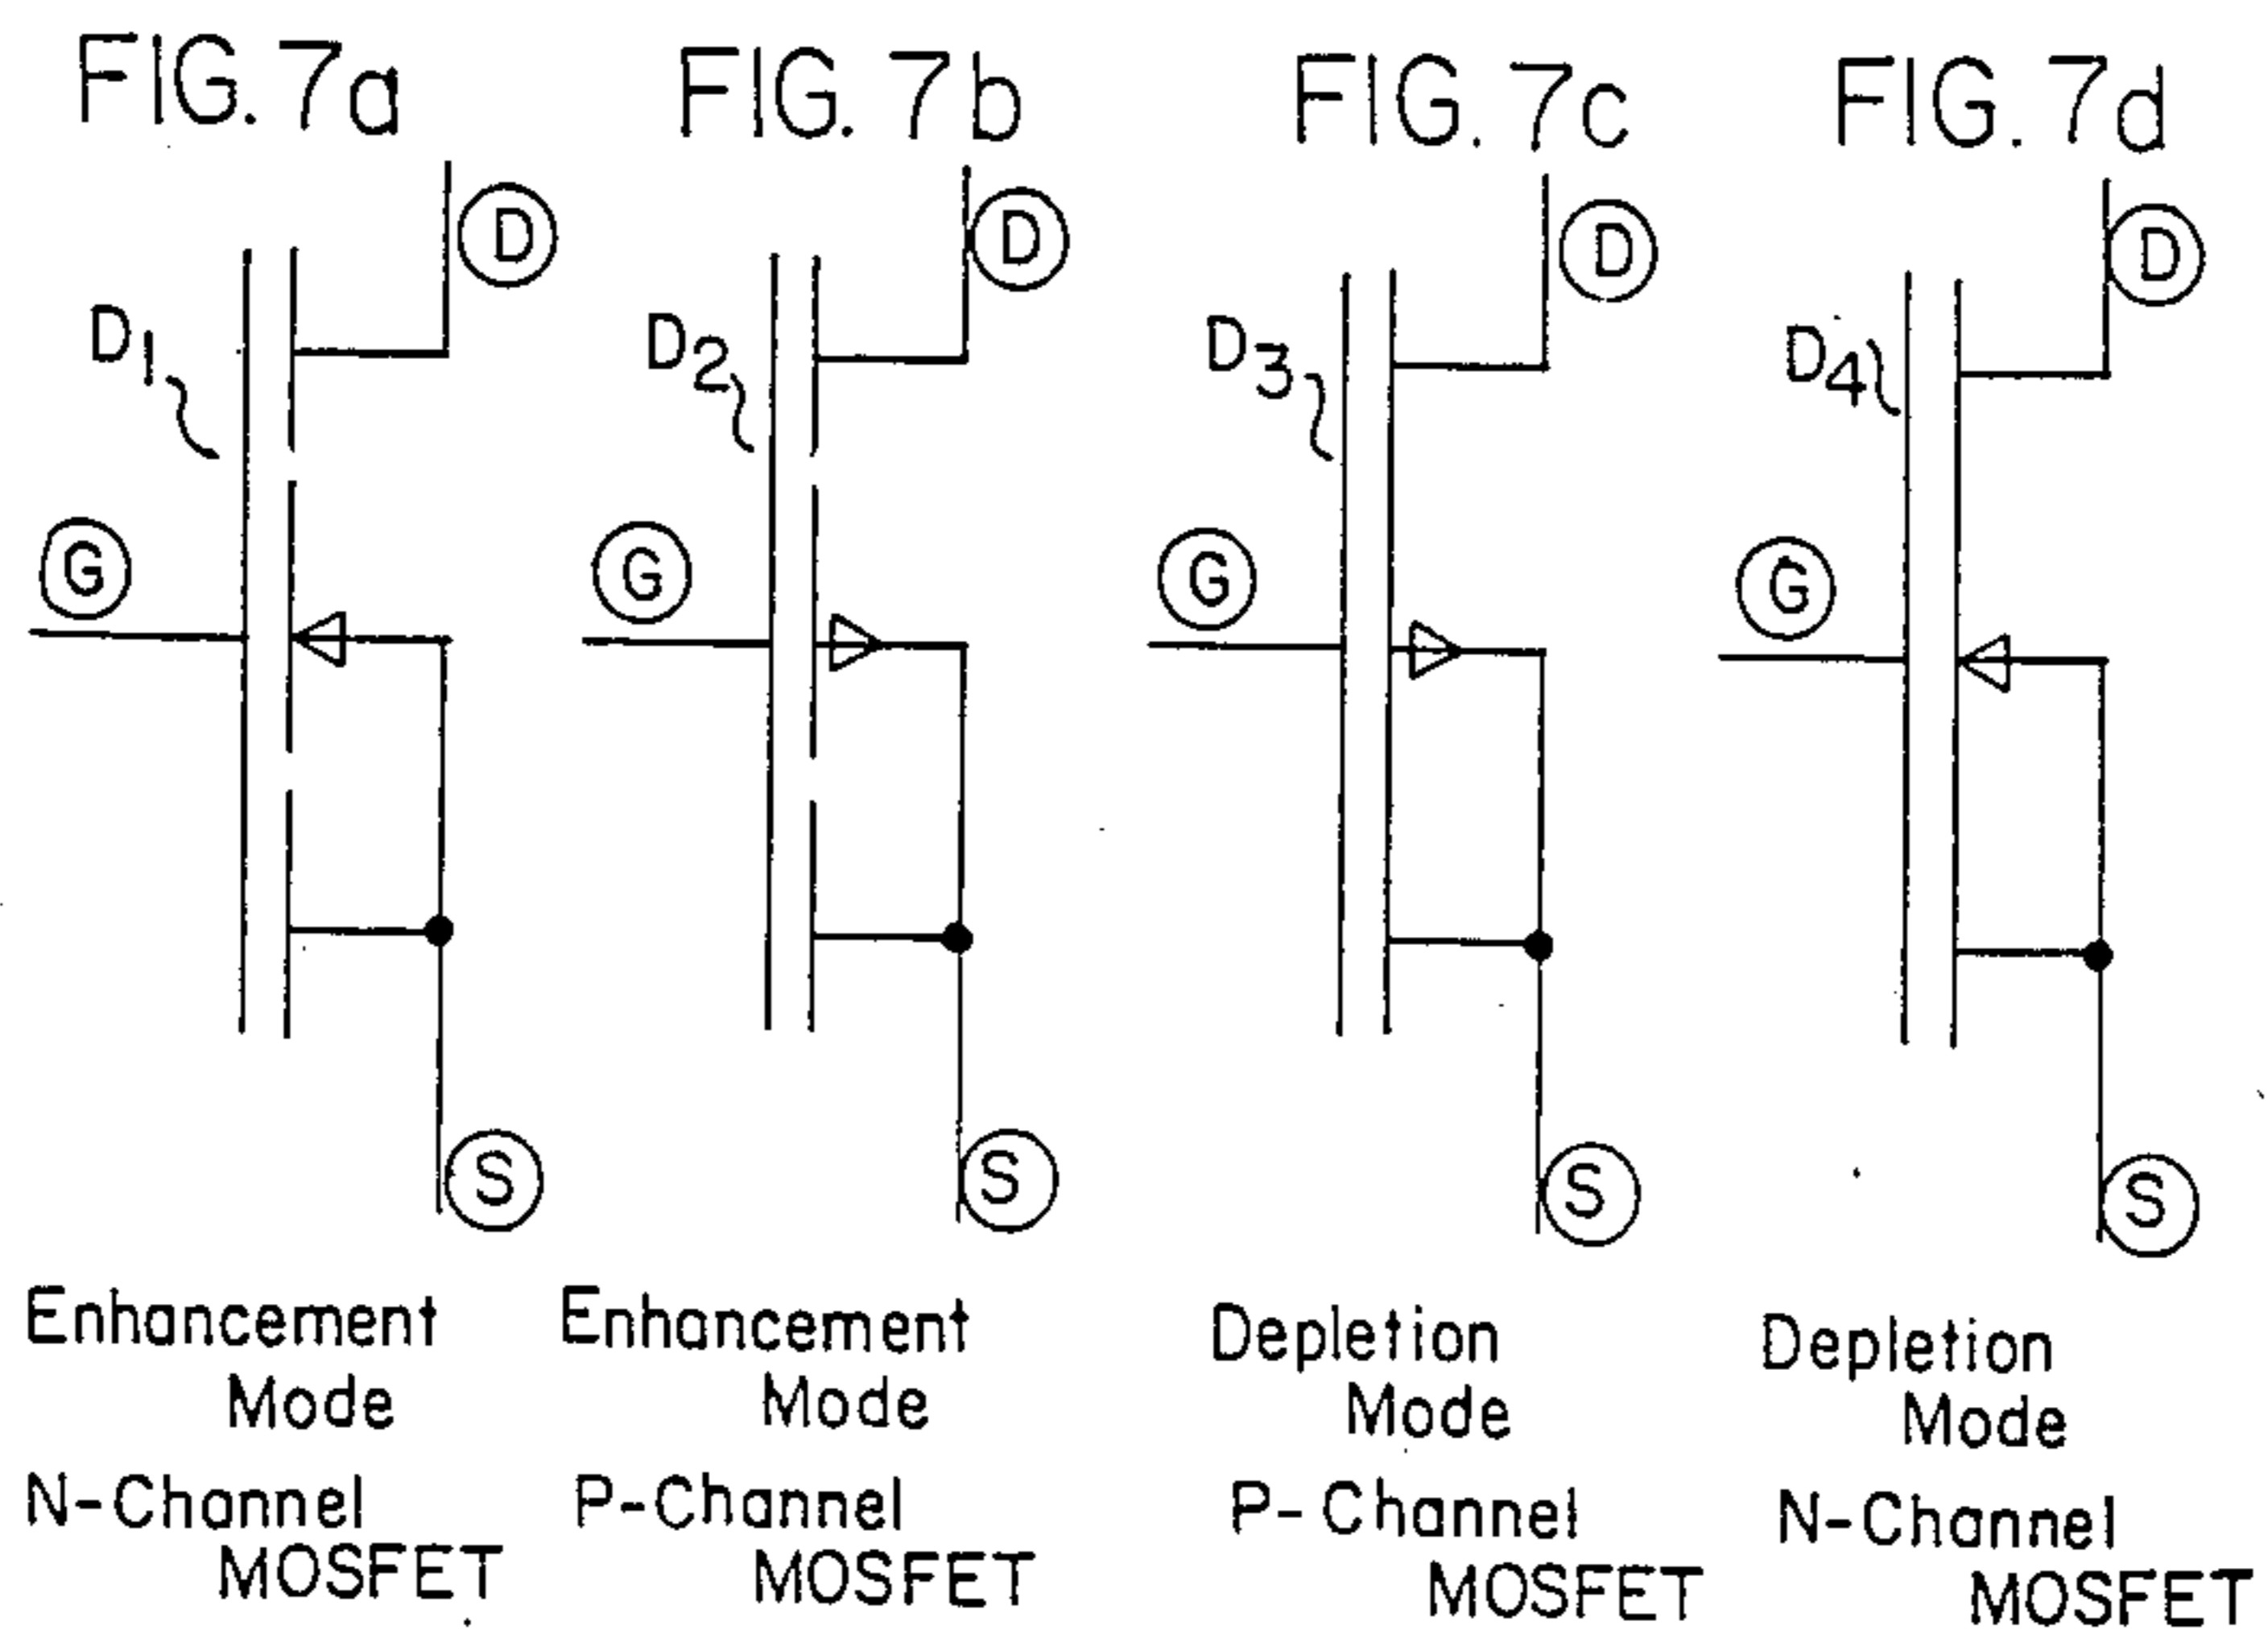 FIG. 7a
FIG. 7b
FIG. 7c
FIG. 7d
D
D
D
D
D1
D2
D3
D4
G
G
G
G
S
S
S
S
Enhancement
Mode
N-Channel
MOSFET
Enhancement
Mode
P-Channel
MOSFET
Depletion
Mode
P-Channel
MOSFET
Depletion
Mode
N-Channel
MOSFET